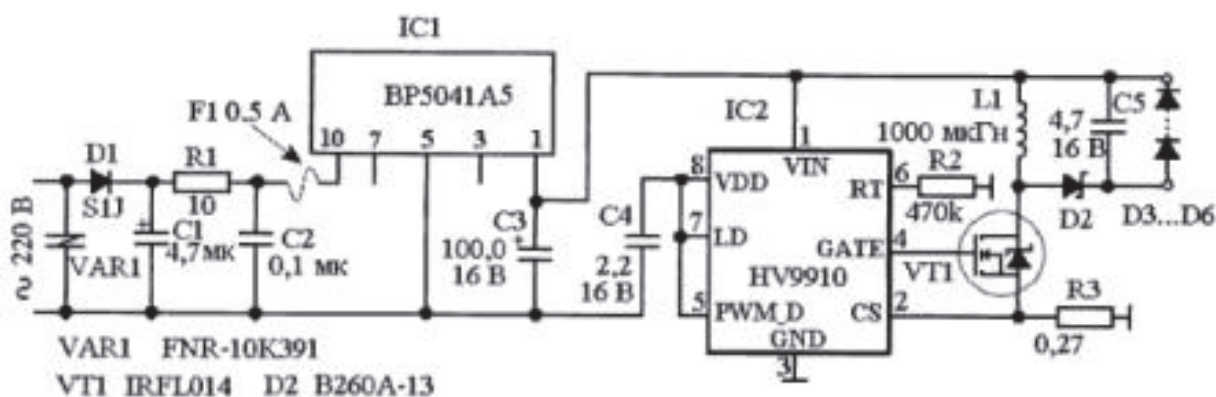 IC1
BP5041A5
F1 0.5 A
10 7 5 3 1
IC2
1
VIN
L1
1000 мкГн
4,7
16 В
C5
D1
S1J
R1
10
8
VDD
RT
6
R2
470k
D2
D3...D6
~ 220 В
VAR1
C1
4,7мк
C2
0,1 мк
C3
100,0
16 В
C4
2,2
16 В
7
LD
GATE
4
VT1
HV9910
5
PWM_D
CS
2
R3
0,27
GND
3
VAR1 FNR-10K391
VT1 IRFL014 D2 B260A-13